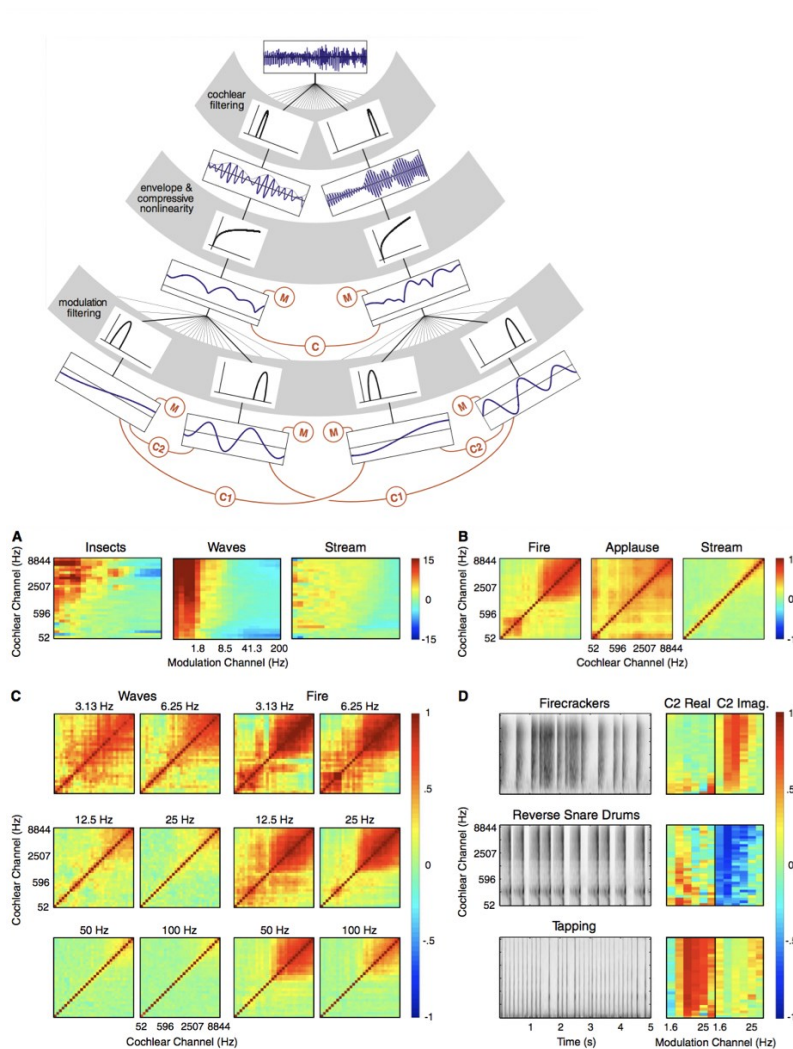 cochlear
filtering
envelope &
compressive
nonlinearity
M
M
modulation
filtering
C
M
M
M
M
C2
C2
C1
C1
A
Insects
Waves
Stream
Cochlear Channel (Hz)
8844
2507
596
52
1.8 8.5 41.3 200
Modulation Channel (Hz)
15
0
-15
B
Fire
Applause
Stream
Cochlear Channel (Hz)
8844
2507
596
52
52 596 2507 8844
Cochlear Channel (Hz)
1
0
-1
C
Waves
Fire
3.13 Hz
6.25 Hz
3.13 Hz
6.25 Hz
12.5 Hz
25 Hz
12.5 Hz
25 Hz
Cochlear Channel (Hz)
8844
2507
596
52
50 Hz
100 Hz
50 Hz
100 Hz
52 596 2507 8844
Cochlear Channel (Hz)
1
.5
0
-.5
-1
D
Firecrackers
C2 Real
C2 Imag.
Reverse Snare Drums
Cochlear Channel (Hz)
8844
2507
596
52
Tapping
1 2 3 4 5
Time (s)
1.6 25 1.6 25
Modulation Channel (Hz)
1
.5
0
-.5
-1